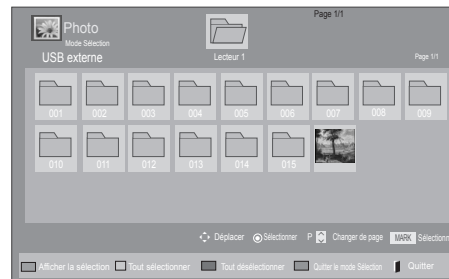 Page 1/1
Photo
Mode Sélection
USB externe
Lecteur 1
Page 1/1
001 002 003 004 005 006 007 008 009
010 011 012 013 014 015
Déplacer Sélectionner P Changer de page MARK Sélectionn
Afficher la sélection Tout sélectionner Tout désélectionner Quitter le mode Sélection Quitter